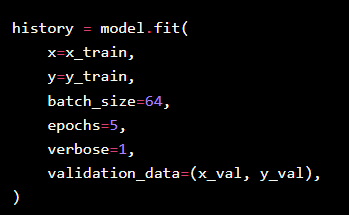 history = model.fit(
    x=x_train,
    y=y_train,
    batch_size=64,
    epochs=5,
    verbose=1,
    validation_data=(x_val, y_val),
)